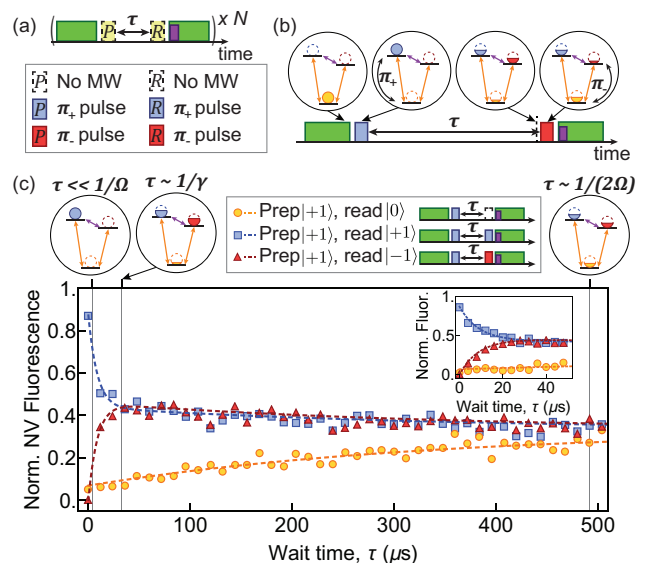 (a)
P τ R x N
time
P No MW R No MW
P π+ pulse R π+ pulse
P π- pulse R π- pulse
(b)
π+ π-
τ
time
(c)
τ << 1/Ω τ ~ 1/γ τ ~ 1/(2Ω)
Prep|+1⟩, read|0⟩ τ
Prep|+1⟩, read|+1⟩ τ
Prep|+1⟩, read|−1⟩ τ
Norm. NV Fluorescence
1.
0.8
0.6
0.4
0.2
0.
0 100 200 300 400 500
Wait time, τ (μs)
Norm. Fluor.
1.
0.5
0.
0 20 40
Wait time, τ (μs)